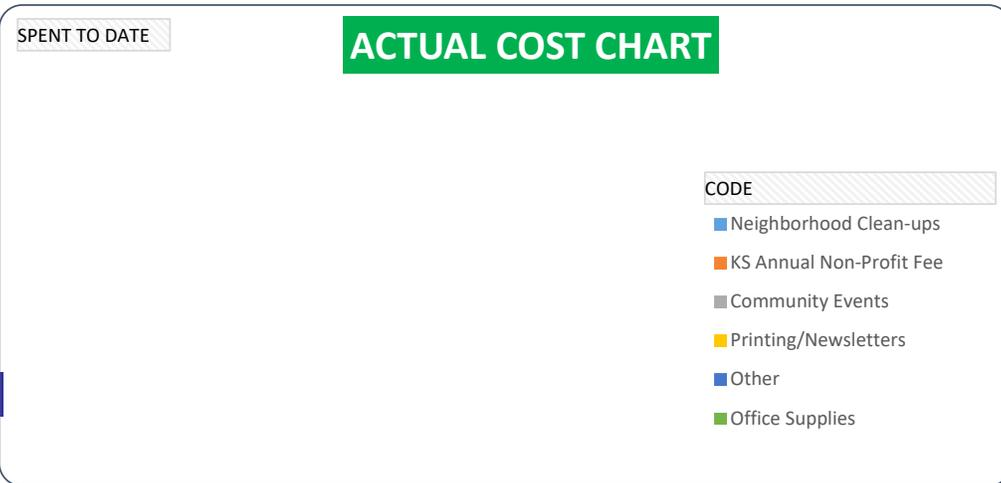 SPENT TO DATE
ACTUAL COST CHART
CODE
Neighborhood Clean-ups
KS Annual Non-Profit Fee
Community Events
Printing/Newsletters
Other
Office Supplies